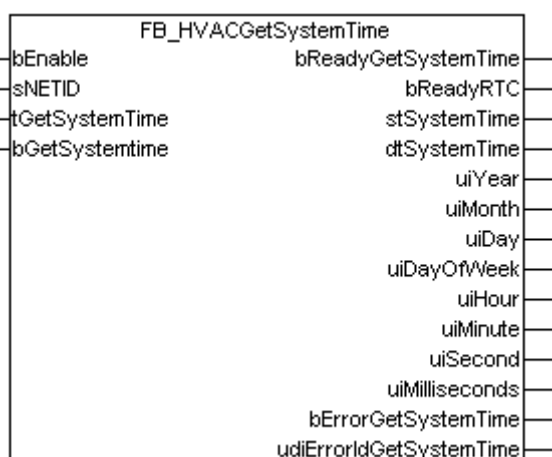 FB_HVACGetSystemTime
bEnable bReadyGetSystemTime
sNETID bReadyRTC
tGetSystemTime stSystemTime
bGetSystemtime dtSystemTime
uiYear
uiMonth
uiDay
uiDayOfWeek
uiHour
uiMinute
uiSecond
uiMilliseconds
bErrorGetSystemTime
udiErrorIdGetSystemTime